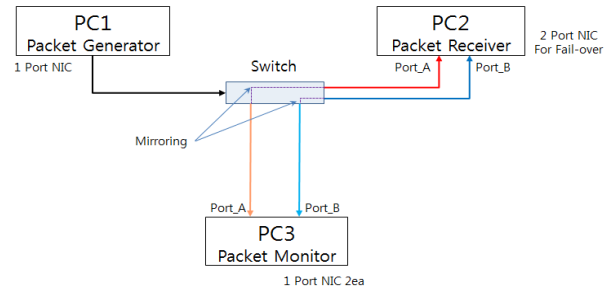 PC1
Packet Generator
1 Port NIC
PC2
Packet Receiver
2 Port NIC
For Fail-over
Port_A
Port_B
Switch
Mirroring
Port_A
Port_B
PC3
Packet Monitor
1 Port NIC 2ea